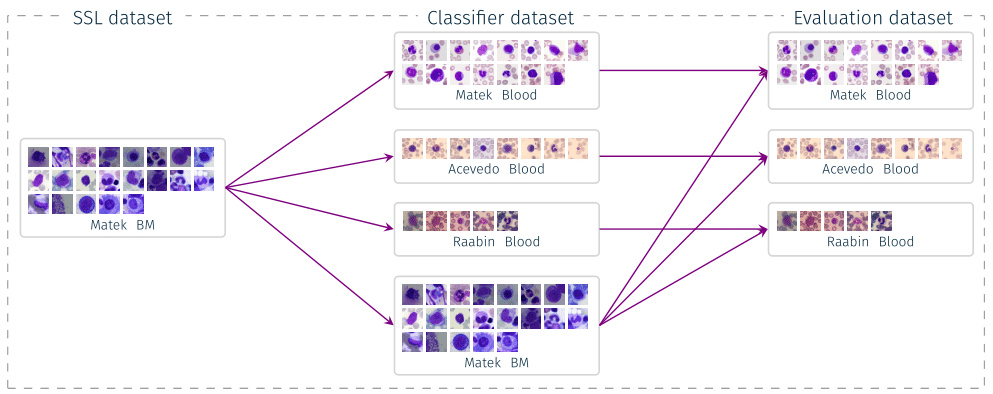 SSL dataset
Classifier dataset
Evaluation dataset
Matek BM
Matek Blood
Acevedo Blood
Raabin Blood
Matek BM
Matek Blood
Acevedo Blood
Raabin Blood